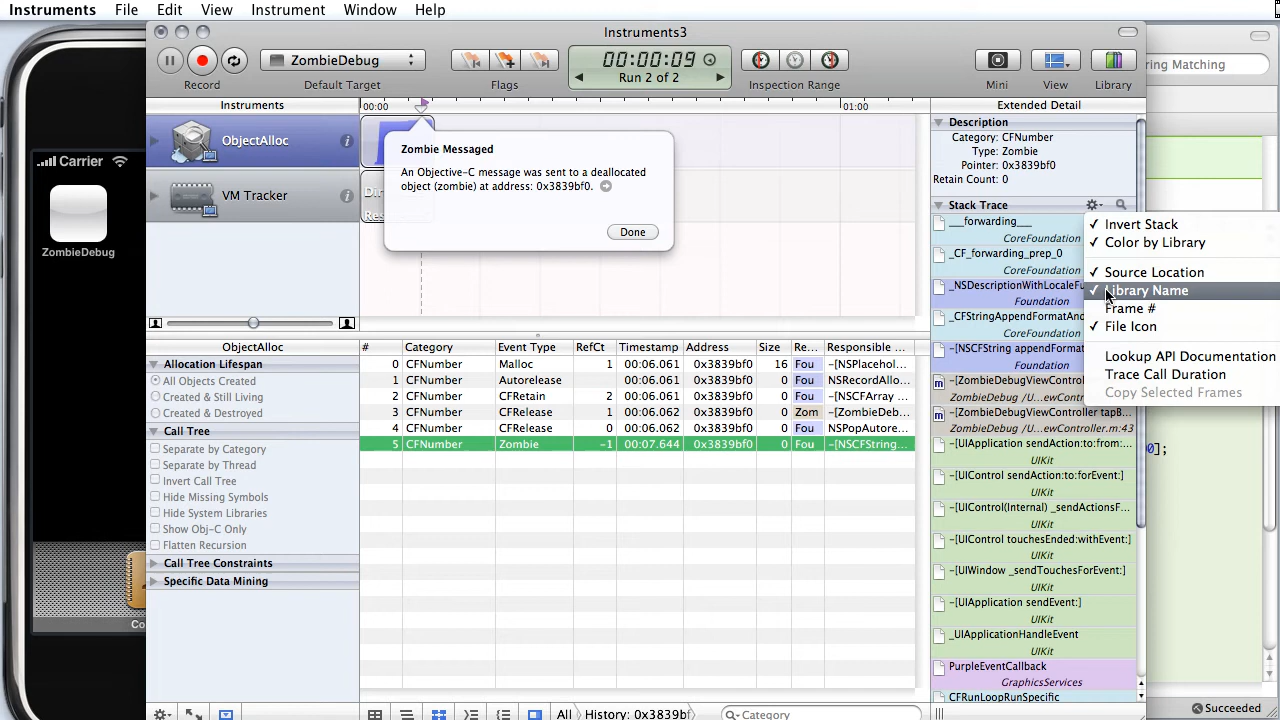 Instruments File Edit View Instrument Window Help
Instruments3
ZombieDebug
00:00:09
Run 2 of 2
ring Matching
Record Default Target Flags Inspection Range Mini View Library
Instruments 00:00 01:00 Extended Detail
ObjectAlloc
VM Tracker
Zombie Messaged
An Objective-C message was sent to a deallocated
object (zombie) at address: 0x3839bf0.
Done
Description
Category: CFNumber
Type: Zombie
Pointer: 0x3839bf0
Retain Count: 0
Stack Trace
___forwarding___
CoreFoundation
_CF_forwarding_prep_0
CoreFoundation
_NSDescriptionWithLocaleFu
Foundation
_CFStringAppendFormatAnd
CoreFoundation
-[NSCFString appendFormat
Foundation
-[ZombieDebugViewControl
ZombieDebug /U...ewController
-[ZombieDebugViewControllor tapB...
ZombieDebug /U...ewController.m:43
-[UIApplication sendAction:to:from:...
UIKit
-[UIControl sendAction:to:forEvent:]
UIKit
-[UIControl(Internal) _sendActionsF...
UIKit
-[UIControl touchesEnded:withEvent:]
UIKit
-[UIWindow _sendTouchesForEvent:]
UIKit
-[UIApplication sendEvent:]
UIKit
_UIApplicationHandleEvent
UIKit
PurpleEventCallback
GraphicsServices
CFRunLoopRunSpecific
✓ Invert Stack
✓ Color by Library
✓ Source Location
✓ Library Name
Frame #
✓ File Icon
Lookup API Documentation
Trace Call Duration
Copy Selected Frames
0];
Succeeded
Carrier
ZombieDebug
Co
ObjectAlloc
Allocation Lifespan
All Objects Created
Created & Still Living
Created & Destroyed
Call Tree
Separate by Category
Separate by Thread
Invert Call Tree
Hide Missing Symbols
Hide System Libraries
Show Obj-C Only
Flatten Recursion
Call Tree Constraints
Specific Data Mining
# Category Event Type RefCt Timestamp Address Size Re... Responsible ...
0 CFNumber Malloc 1 00:06.061 0x3839bf0 16 Fou -[NSPlacehol...
1 CFNumber Autorelease 00:06.061 0x3839bf0 0 Fou NSRecordAllo...
2 CFNumber CFRetain 2 00:06.061 0x3839bf0 0 Fou -[NSCFArray ...
3 CFNumber CFRelease 1 00:06.062 0x3839bf0 0 Zom -[ZombieDeb...
4 CFNumber CFRelease 0 00:06.062 0x3839bf0 0 Fou NSPopAutore...
5 CFNumber Zombie -1 00:07.644 0x3839bf0 0 Fou -[NSCFString...
All History: 0x3839bf Category